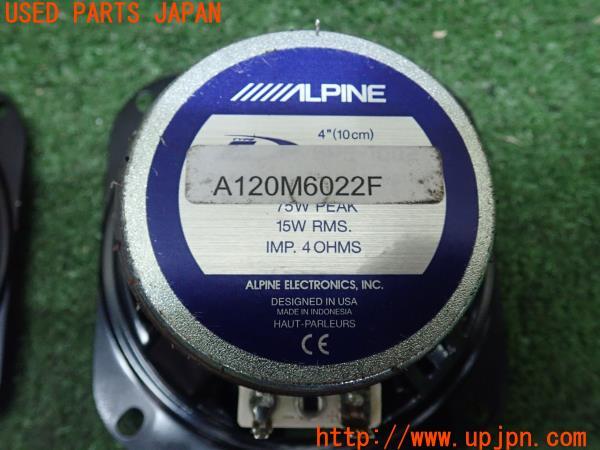 USED PARTS JAPAN
ALPINE
4"(10cm)
A120M6022F
75W PEAK
15W RMS.
IMP. 4 OHMS
ALPINE ELECTRONICS, INC.
DESIGNED IN USA
MADE IN INDONESIA
HAUT-PARLEURS
CE
http://www.upjpn.com